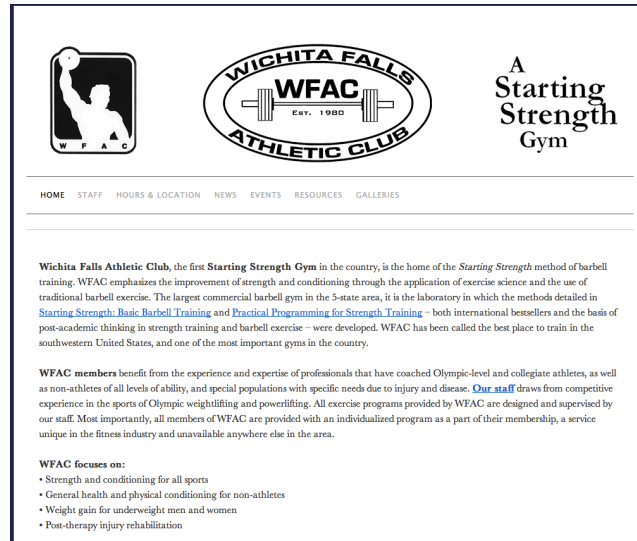 WFAC
WICHITA FALLS
WFAC
EST. 1980
ATHLETIC CLUB
A
Starting
Strength
Gym
HOME STAFF HOURS & LOCATION NEWS EVENTS RESOURCES GALLERIES
Wichita Falls Athletic Club, the first Starting Strength Gym in the country, is the home of the Starting Strength method of barbell
training. WFAC emphasizes the improvement of strength and conditioning through the application of exercise science and the use of
traditional barbell exercise. The largest commercial barbell gym in the 5-state area, it is the laboratory in which the methods detailed in
Starting Strength: Basic Barbell Training and Practical Programming for Strength Training – both international bestsellers and the basis of
post-academic thinking in strength training and barbell exercise – were developed. WFAC has been called the best place to train in the
southwestern United States, and one of the most important gyms in the country.
WFAC members benefit from the experience and expertise of professionals that have coached Olympic-level and collegiate athletes, as well
as non-athletes of all levels of ability, and special populations with specific needs due to injury and disease. Our staff draws from competitive
experience in the sports of Olympic weightlifting and powerlifting. All exercise programs provided by WFAC are designed and supervised by
our staff. Most importantly, all members of WFAC are provided with an individualized program as a part of their membership, a service
unique in the fitness industry and unavailable anywhere else in the area.
WFAC focuses on:
• Strength and conditioning for all sports
• General health and physical conditioning for non-athletes
• Weight gain for underweight men and women
• Post-therapy injury rehabilitation